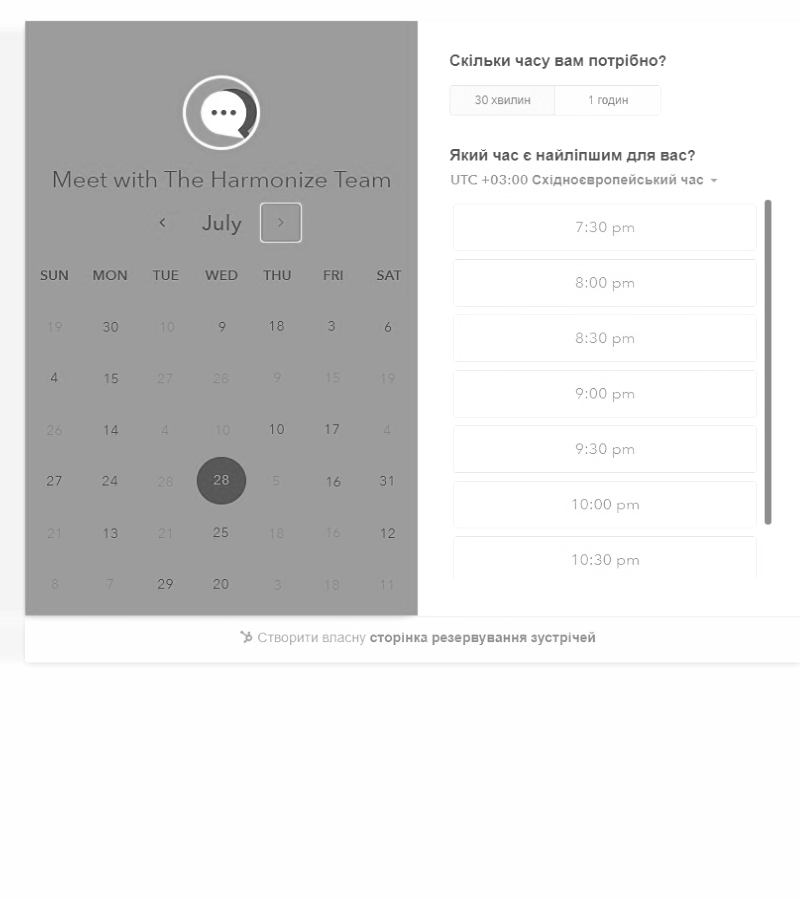 Meet with The Harmonize Team
July
SUN MON TUE WED THU FRI SAT
19 30 10 9 18 3 6
4 15 27 28 9 15 19
26 14 4 10 10 17 4
27 24 28 28 5 16 31
21 13 21 25 18 16 12
8 7 29 20 3 18 11
Скільки часу вам потрібно?
30 хвилин 1 годин
Який час є найліпшим для вас?
UTC +03:00 Східноєвропейський час
7:30 pm
8:00 pm
8:30 pm
9:00 pm
9:30 pm
10:00 pm
10:30 pm
Створити власну сторінка резервування зустрічей